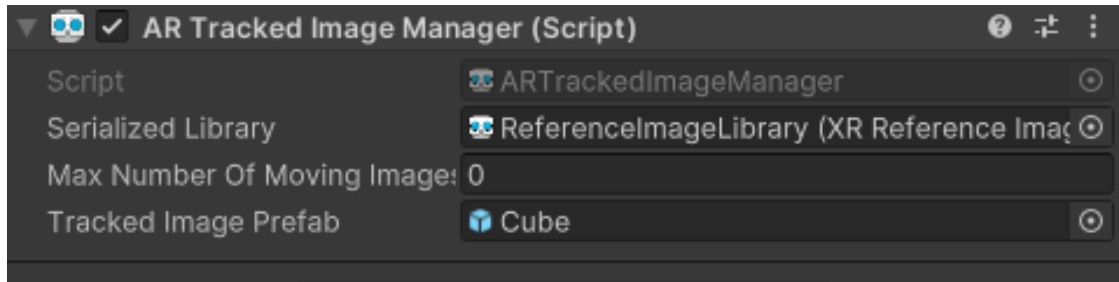 AR Tracked Image Manager (Script)
Script ARTrackedImageManager
Serialized Library ReferenceImageLibrary (XR Reference Imag
Max Number Of Moving Images 0
Tracked Image Prefab Cube